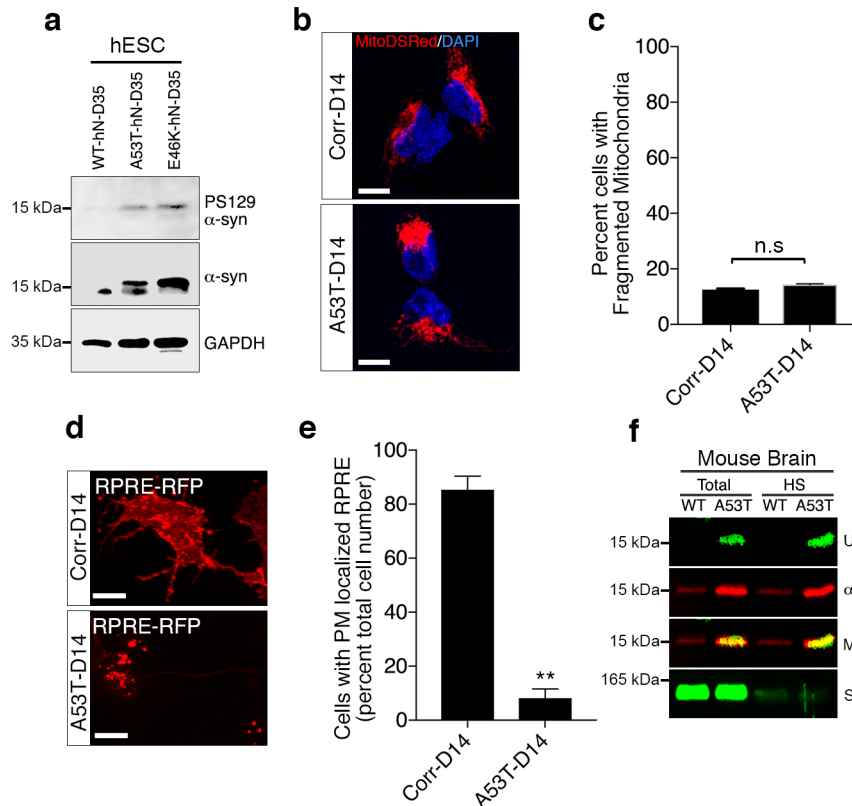 a
hESC
WT-hN-D35
A53T-hN-D35
E46K-hN-D35
15 kDa
PS129
α-syn
15 kDa
α-syn
35 kDa
GAPDH
b
MitoDSRed/DAPI
Corr-D14
A53T-D14
c
Percent cells with
Fragmented Mitochondria
100
80
60
40
20
0
n.s
Corr-D14
A53T-D14
d
RPRE-RFP
Corr-D14
RPRE-RFP
A53T-D14
e
Cells with PM localized RPRE
(percent total cell number)
100
80
60
40
20
0
**
Corr-D14
A53T-D14
f
Mouse Brain
Total HS
WT A53T WT A53T
15 kDa
U
15 kDa
α
15 kDa
M
165 kDa
S